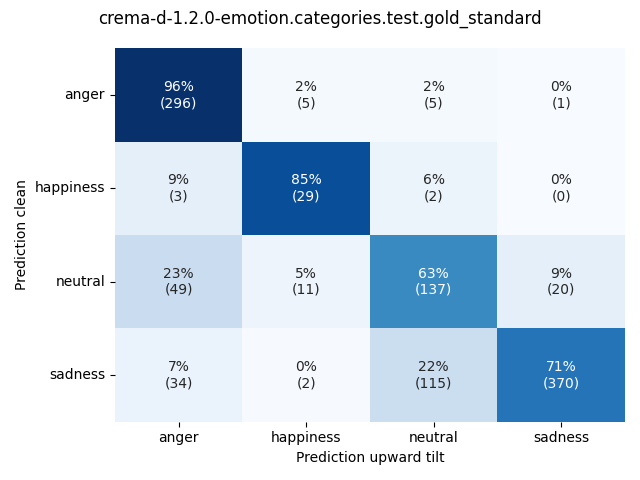 crema-d-1.2.0-emotion.categories.test.gold_standard
anger
96%
(296)
2%
(5)
2%
(5)
0%
(1)
happiness
9%
(3)
85%
(29)
6%
(2)
0%
(0)
neutral
23%
(49)
5%
(11)
63%
(137)
9%
(20)
sadness
7%
(34)
0%
(2)
22%
(115)
71%
(370)
Prediction clean
anger
happiness
neutral
sadness
Prediction upward tilt